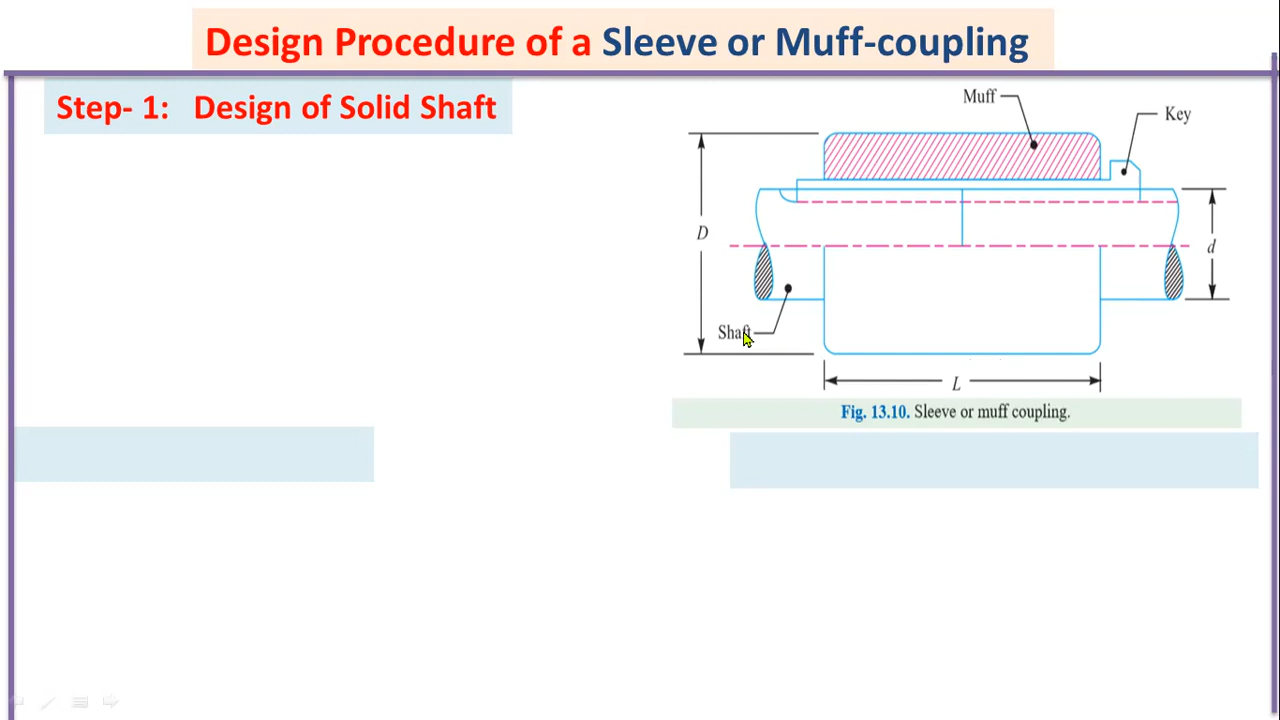 Design Procedure of a Sleeve or Muff-coupling
Step- 1: Design of Solid Shaft
Muff
Key
D
d
Shaft
L
Fig. 13.10. Sleeve or muff coupling.